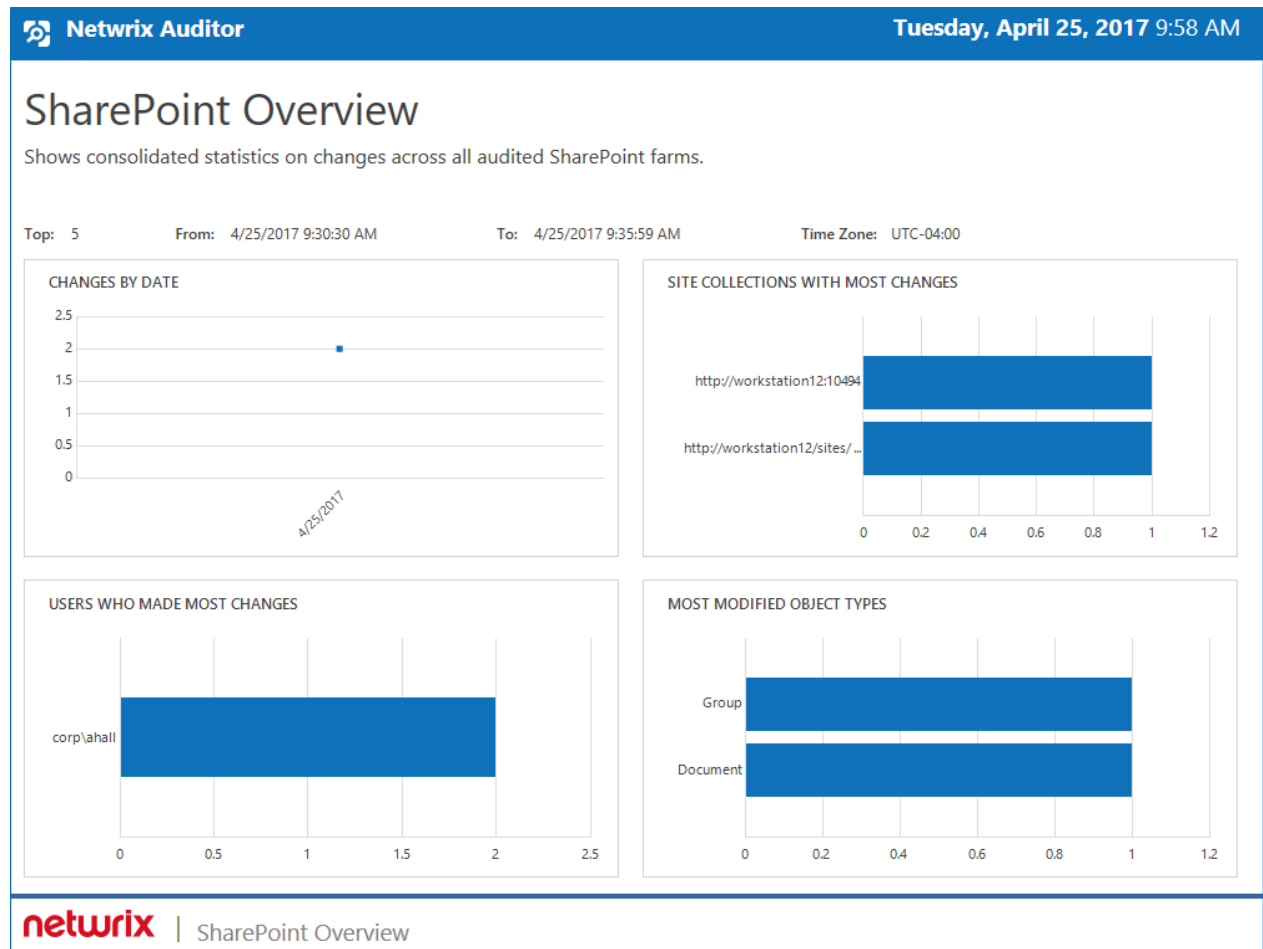 Netwrix Auditor
Tuesday, April 25, 2017 9:58 AM
SharePoint Overview
Shows consolidated statistics on changes across all audited SharePoint farms.
Top: 5 From: 4/25/2017 9:30:30 AM To: 4/25/2017 9:35:59 AM Time Zone: UTC-04:00
CHANGES BY DATE
2.5
2
1.5
1
0.5
0
4/25/2017
SITE COLLECTIONS WITH MOST CHANGES
http://workstation12:10494
http://workstation12/sites/ ...
0 0.2 0.4 0.6 0.8 1 1.2
USERS WHO MADE MOST CHANGES
corp\ahall
0 0.5 1 1.5 2 2.5
MOST MODIFIED OBJECT TYPES
Group
Document
0 0.2 0.4 0.6 0.8 1 1.2
netwrix | SharePoint Overview